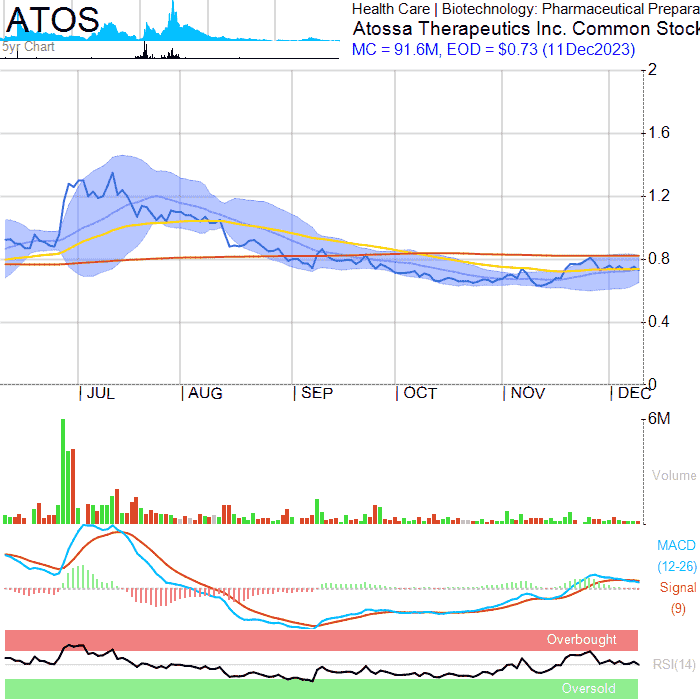 ATOS
5yr Chart
Health Care | Biotechnology: Pharmaceutical Prepara
Atossa Therapeutics Inc. Common Stock
MC = 91.6M, EOD = $0.73 (11Dec2023)
2
1.6
1.2
0.8
0.4
0
JUL
AUG
SEP
OCT
NOV
DEC
6M
Volume
MACD
(12-26)
Signal
(9)
Overbought
RSI(14)
Oversold